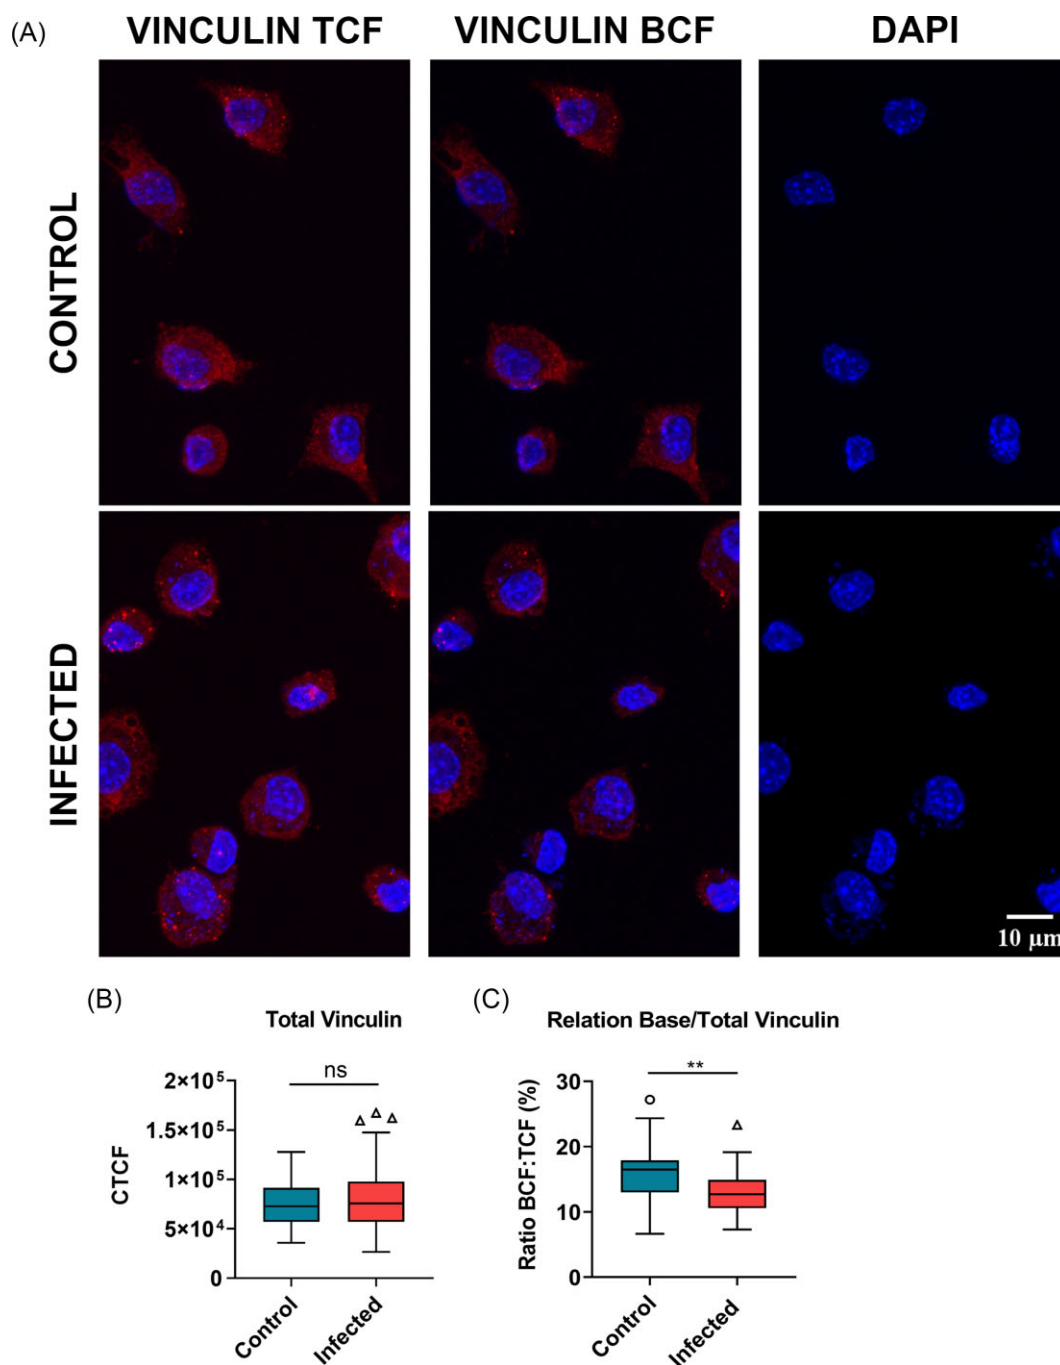 (A)
VINCULIN TCF VINCULIN BCF DAPI
CONTROL
INFECTED
10 µm
(B)
Total Vinculin
ns
2×10⁵
1.5×10⁵
1×10⁵
5×10⁴
0
CTCF
Control
Infected
(C)
Relation Base/Total Vinculin
**
30
20
10
0
Ratio BCF:TCF (%)
Control
Infected